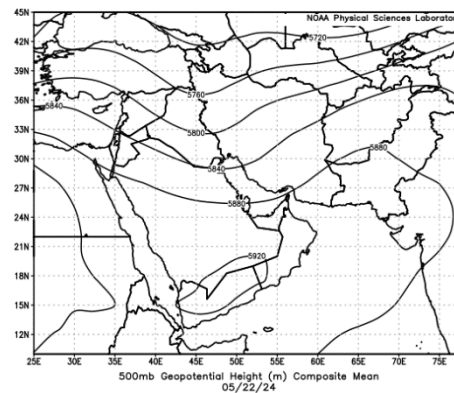 NOAA Physical Sciences Laborator
45N
42N
39N
36N
33N
30N
27N
24N
21N
18N
15N
12N
5720
5760
5840
5800
5880
5840
5880
5920
25E
30E
35E
40E
45E
50E
55E
60E
65E
70E
75E
500mb Geopotential Height (m) Composite Mean
05/22/24